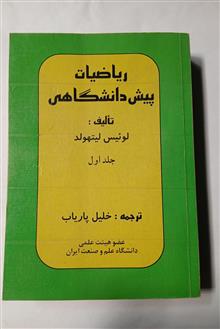 ریاضیات
پیش دانشگاهی
تألیف :
لوئیس لیتهولد
جلد اول
ترجمه : خلیل پاریاب
عضو هیئت علمی
دانشگاه علم و صنعت ایران